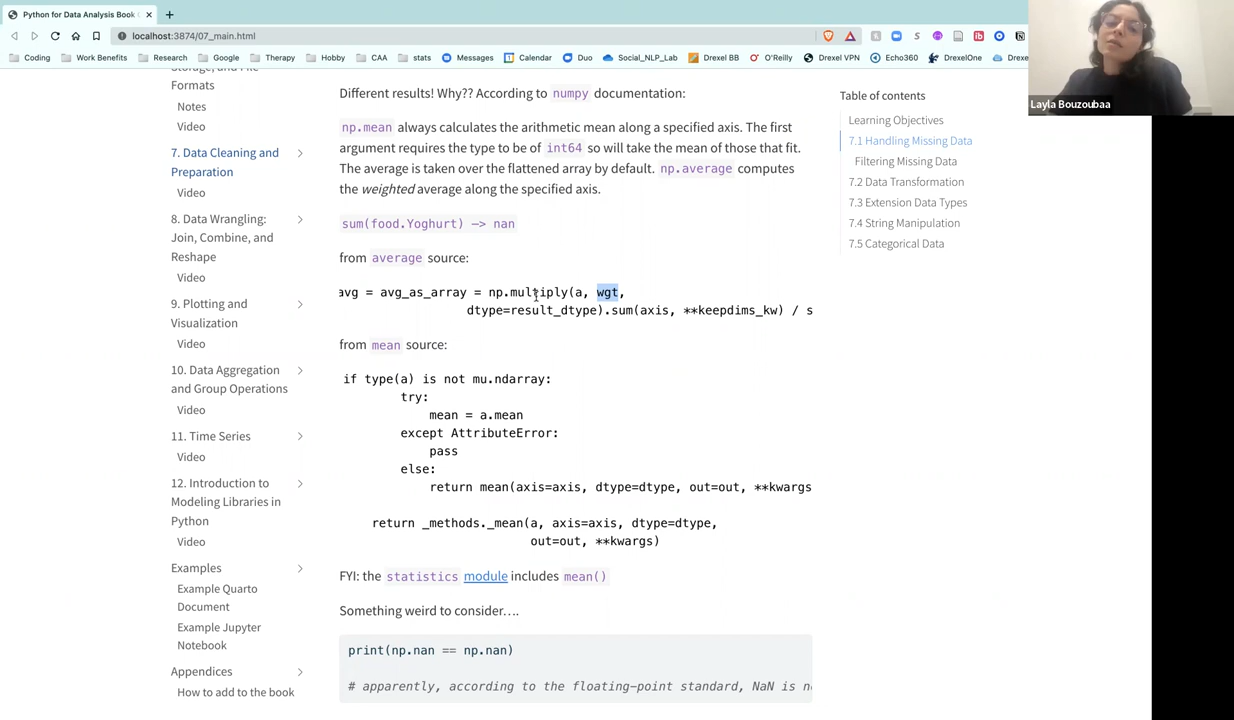 Python for Data Analysis Book C
localhost:3874/07_main.html
Coding
Work Benefits
Research
Google
Therapy
Hobby
CAA
stats
Messages
Calendar
Duo
Social_NLP_Lab
Drexel BB
O'Reilly
Drexel VPN
Echo360
DrexelOne
Drexe
Layla Bouzoubaa
Storage, and File
Formats
Notes
Video
7. Data Cleaning and
Preparation
Video
8. Data Wrangling:
Join, Combine, and
Reshape
Video
9. Plotting and
Visualization
Video
10. Data Aggregation
and Group Operations
Video
11. Time Series
Video
12. Introduction to
Modeling Libraries in
Python
Video
Examples
Example Quarto
Document
Example Jupyter
Notebook
Appendices
How to add to the book
Different results! Why?? According to numpy documentation:
np.mean always calculates the arithmetic mean along a specified axis. The first
argument requires the type to be of int64 so will take the mean of those that fit.
The average is taken over the flattened array by default. np.average computes
the weighted average along the specified axis.
sum(food.Yoghurt) —> nan
from average source:
avg = avg_as_array = np.multiply(a, wgt,
dtype=result_dtype).sum(axis, **keepdims_kw) / s
from mean source:
if type(a) is not mu.ndarray:
try:
mean = a.mean
except AttributeError:
pass
else:
return mean(axis=axis, dtype=dtype, out=out, **kwargs
return _methods._mean(a, axis=axis, dtype=dtype,
out=out, **kwargs)
FYI: the statistics module includes mean()
Something weird to consider….
print(np.nan == np.nan)
# apparently, according to the floating-point standard, NaN is n
Table of contents
Learning Objectives
7.1 Handling Missing Data
Filtering Missing Data
7.2 Data Transformation
7.3 Extension Data Types
7.4 String Manipulation
7.5 Categorical Data